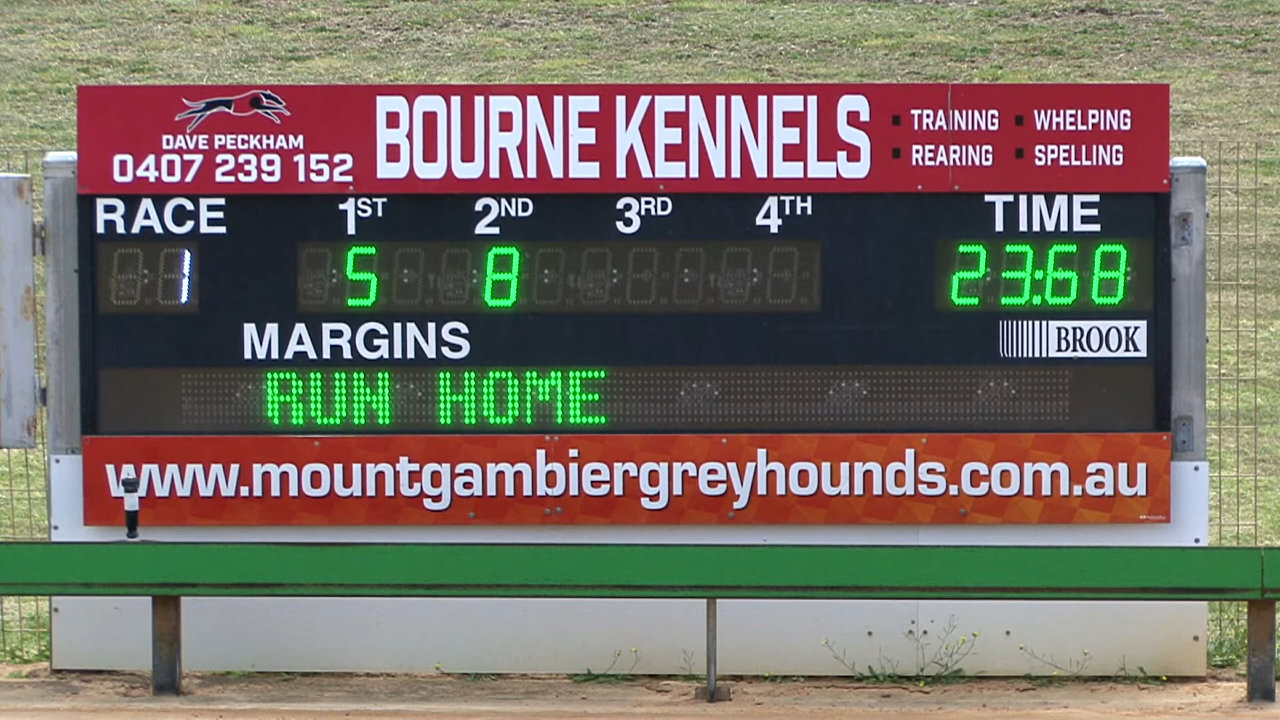 DAVE PECKHAM
0407 239 152
BOURNE KENNELS
TRAINING
WHELPING
REARING
SPELLING
RACE 1ST 2ND 3RD 4TH TIME
1 5 8 23:68
MARGINS
BROOK
RUN HOME
www.mountgambiergreyhounds.com.au